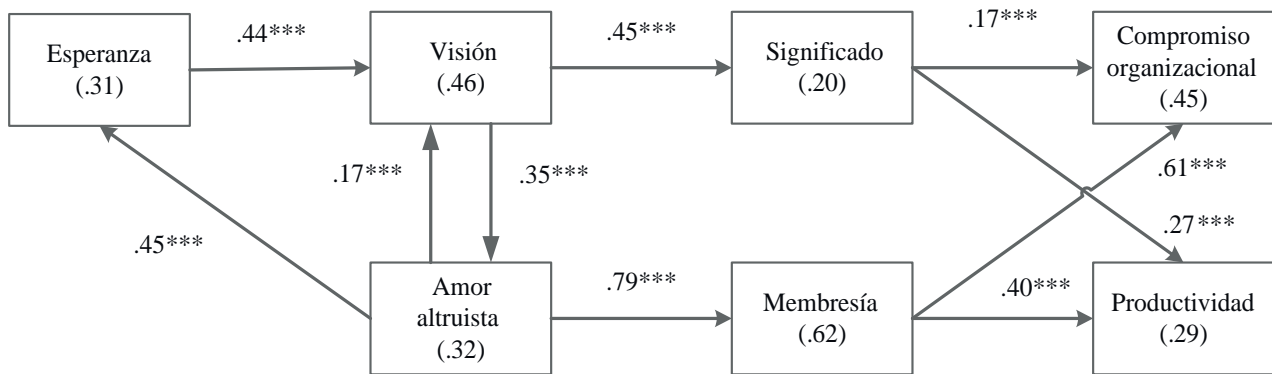 Esperanza
(.31)
.44***
Visión
(.46)
.45***
Significado
(.20)
.17***
Compromiso
organizacional
(.45)
.45***
.17***
.35***
.61***
.27***
Amor
altruista
(.32)
.79***
Membresía
(.62)
.40***
Productividad
(.29)